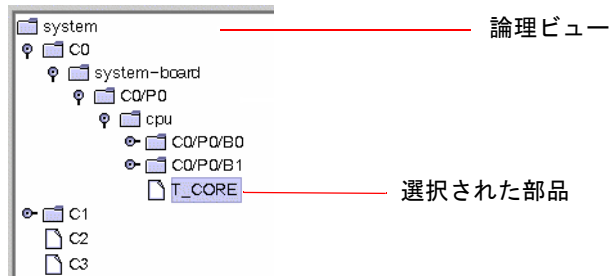 system
論理ビュー
C0
system-board
C0/P0
cpu
C0/P0/B0
C0/P0/B1
T_CORE
選択された部品
C1
C2
C3